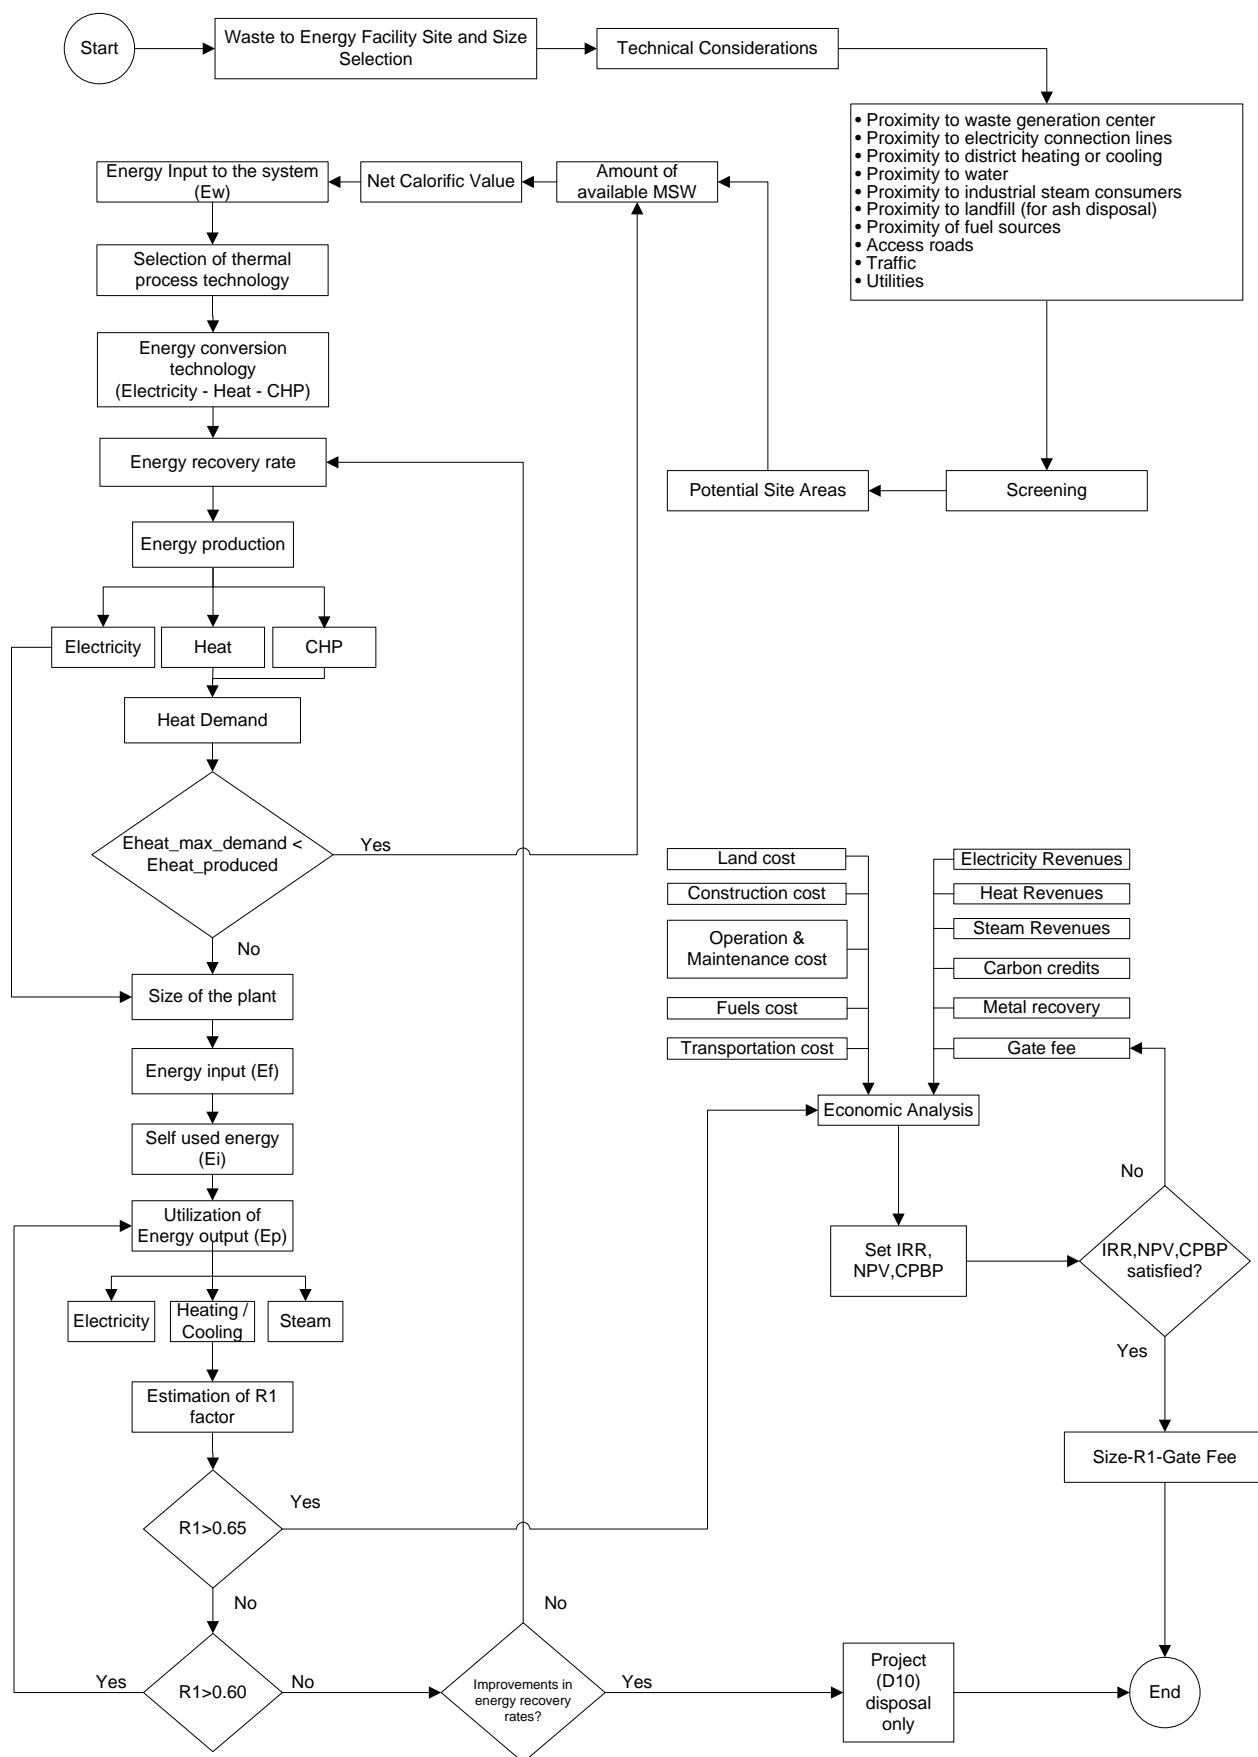 Start
Waste to Energy Facility Site and Size
Selection
Technical Considerations
• Proximity to waste generation center
• Proximity to electricity connection lines
• Proximity to district heating or cooling
• Proximity to water
• Proximity to industrial steam consumers
• Proximity to landfill (for ash disposal)
• Proximity of fuel sources
• Access roads
• Traffic
• Utilities
Screening
Potential Site Areas
Amount of
available MSW
Net Calorific Value
Energy Input to the system
(Ew)
Selection of thermal
process technology
Energy conversion
technology
(Electricity - Heat - CHP)
Energy recovery rate
Energy production
Electricity
Heat
CHP
Heat Demand
Eheat_max_demand <
Eheat_produced
Yes
No
Size of the plant
Energy input (Ef)
Self used energy
(Ei)
Utilization of
Energy output (Ep)
Electricity
Heating /
Cooling
Steam
Estimation of R1
factor
R1>0.65
Yes
No
R1>0.60
Yes
No
Improvements in
energy recovery
rates?
No
Yes
Project
(D10)
disposal
only
Land cost
Construction cost
Operation &
Maintenance cost
Fuels cost
Transportation cost
Electricity Revenues
Heat Revenues
Steam Revenues
Carbon credits
Metal recovery
Gate fee
Economic Analysis
Set IRR,
NPV,CPBP
IRR,NPV,CPBP
satisfied?
No
Yes
Size-R1-Gate Fee
End